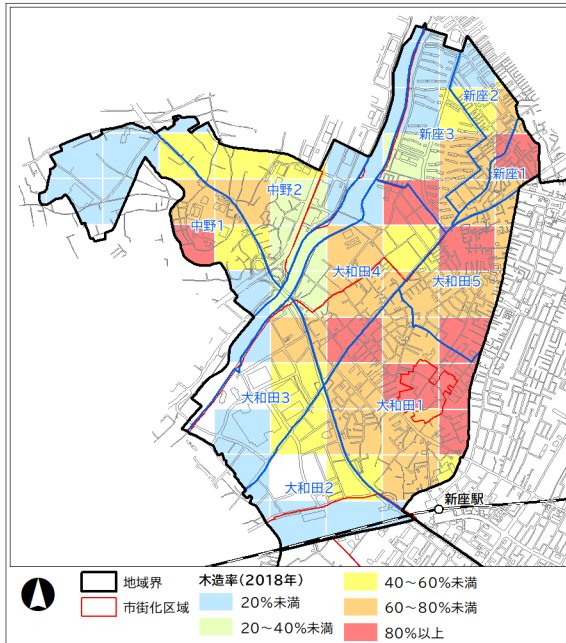 新座2
新座3
新座1
中野2
中野1
大和田4
大和田5
大和田3
大和田1
大和田2
新座駅
地域界
市街化区域
木造率(2018年)
20%未満
20～40%未満
40～60%未満
60～80%未満
80%以上